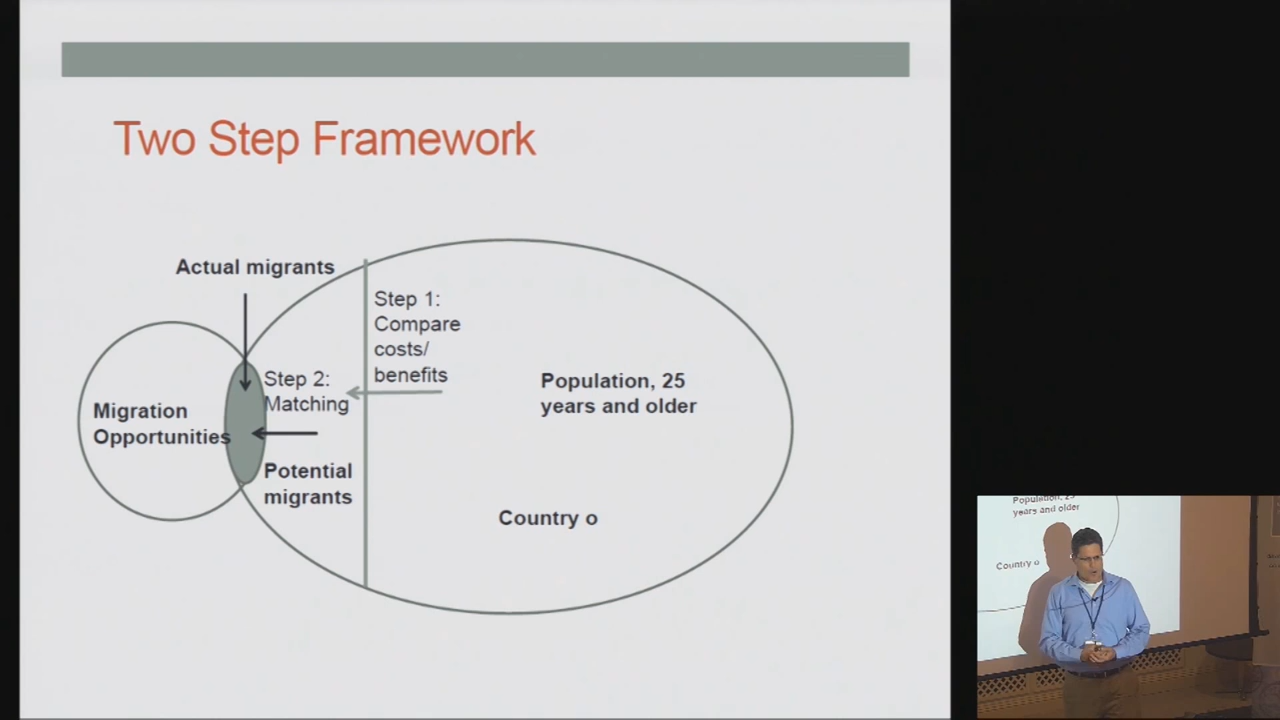 Two Step Framework
Actual migrants
Step 1:
Compare
costs/
benefits
Step 2:
Matching
Population, 25
years and older
Migration
Opportunities
Potential
migrants
Country o
Population, 25
years and older
Country o